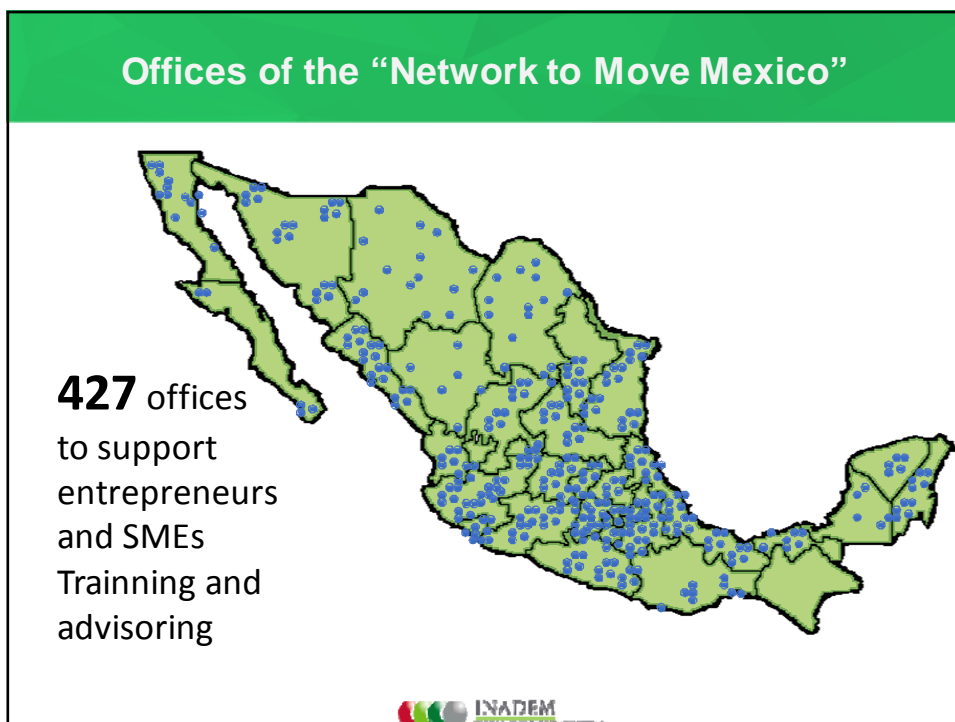 Offices of the “Network to Move Mexico”
427 offices
to support
entrepreneurs
and SMEs
Trainning and
advisoring
INADEM